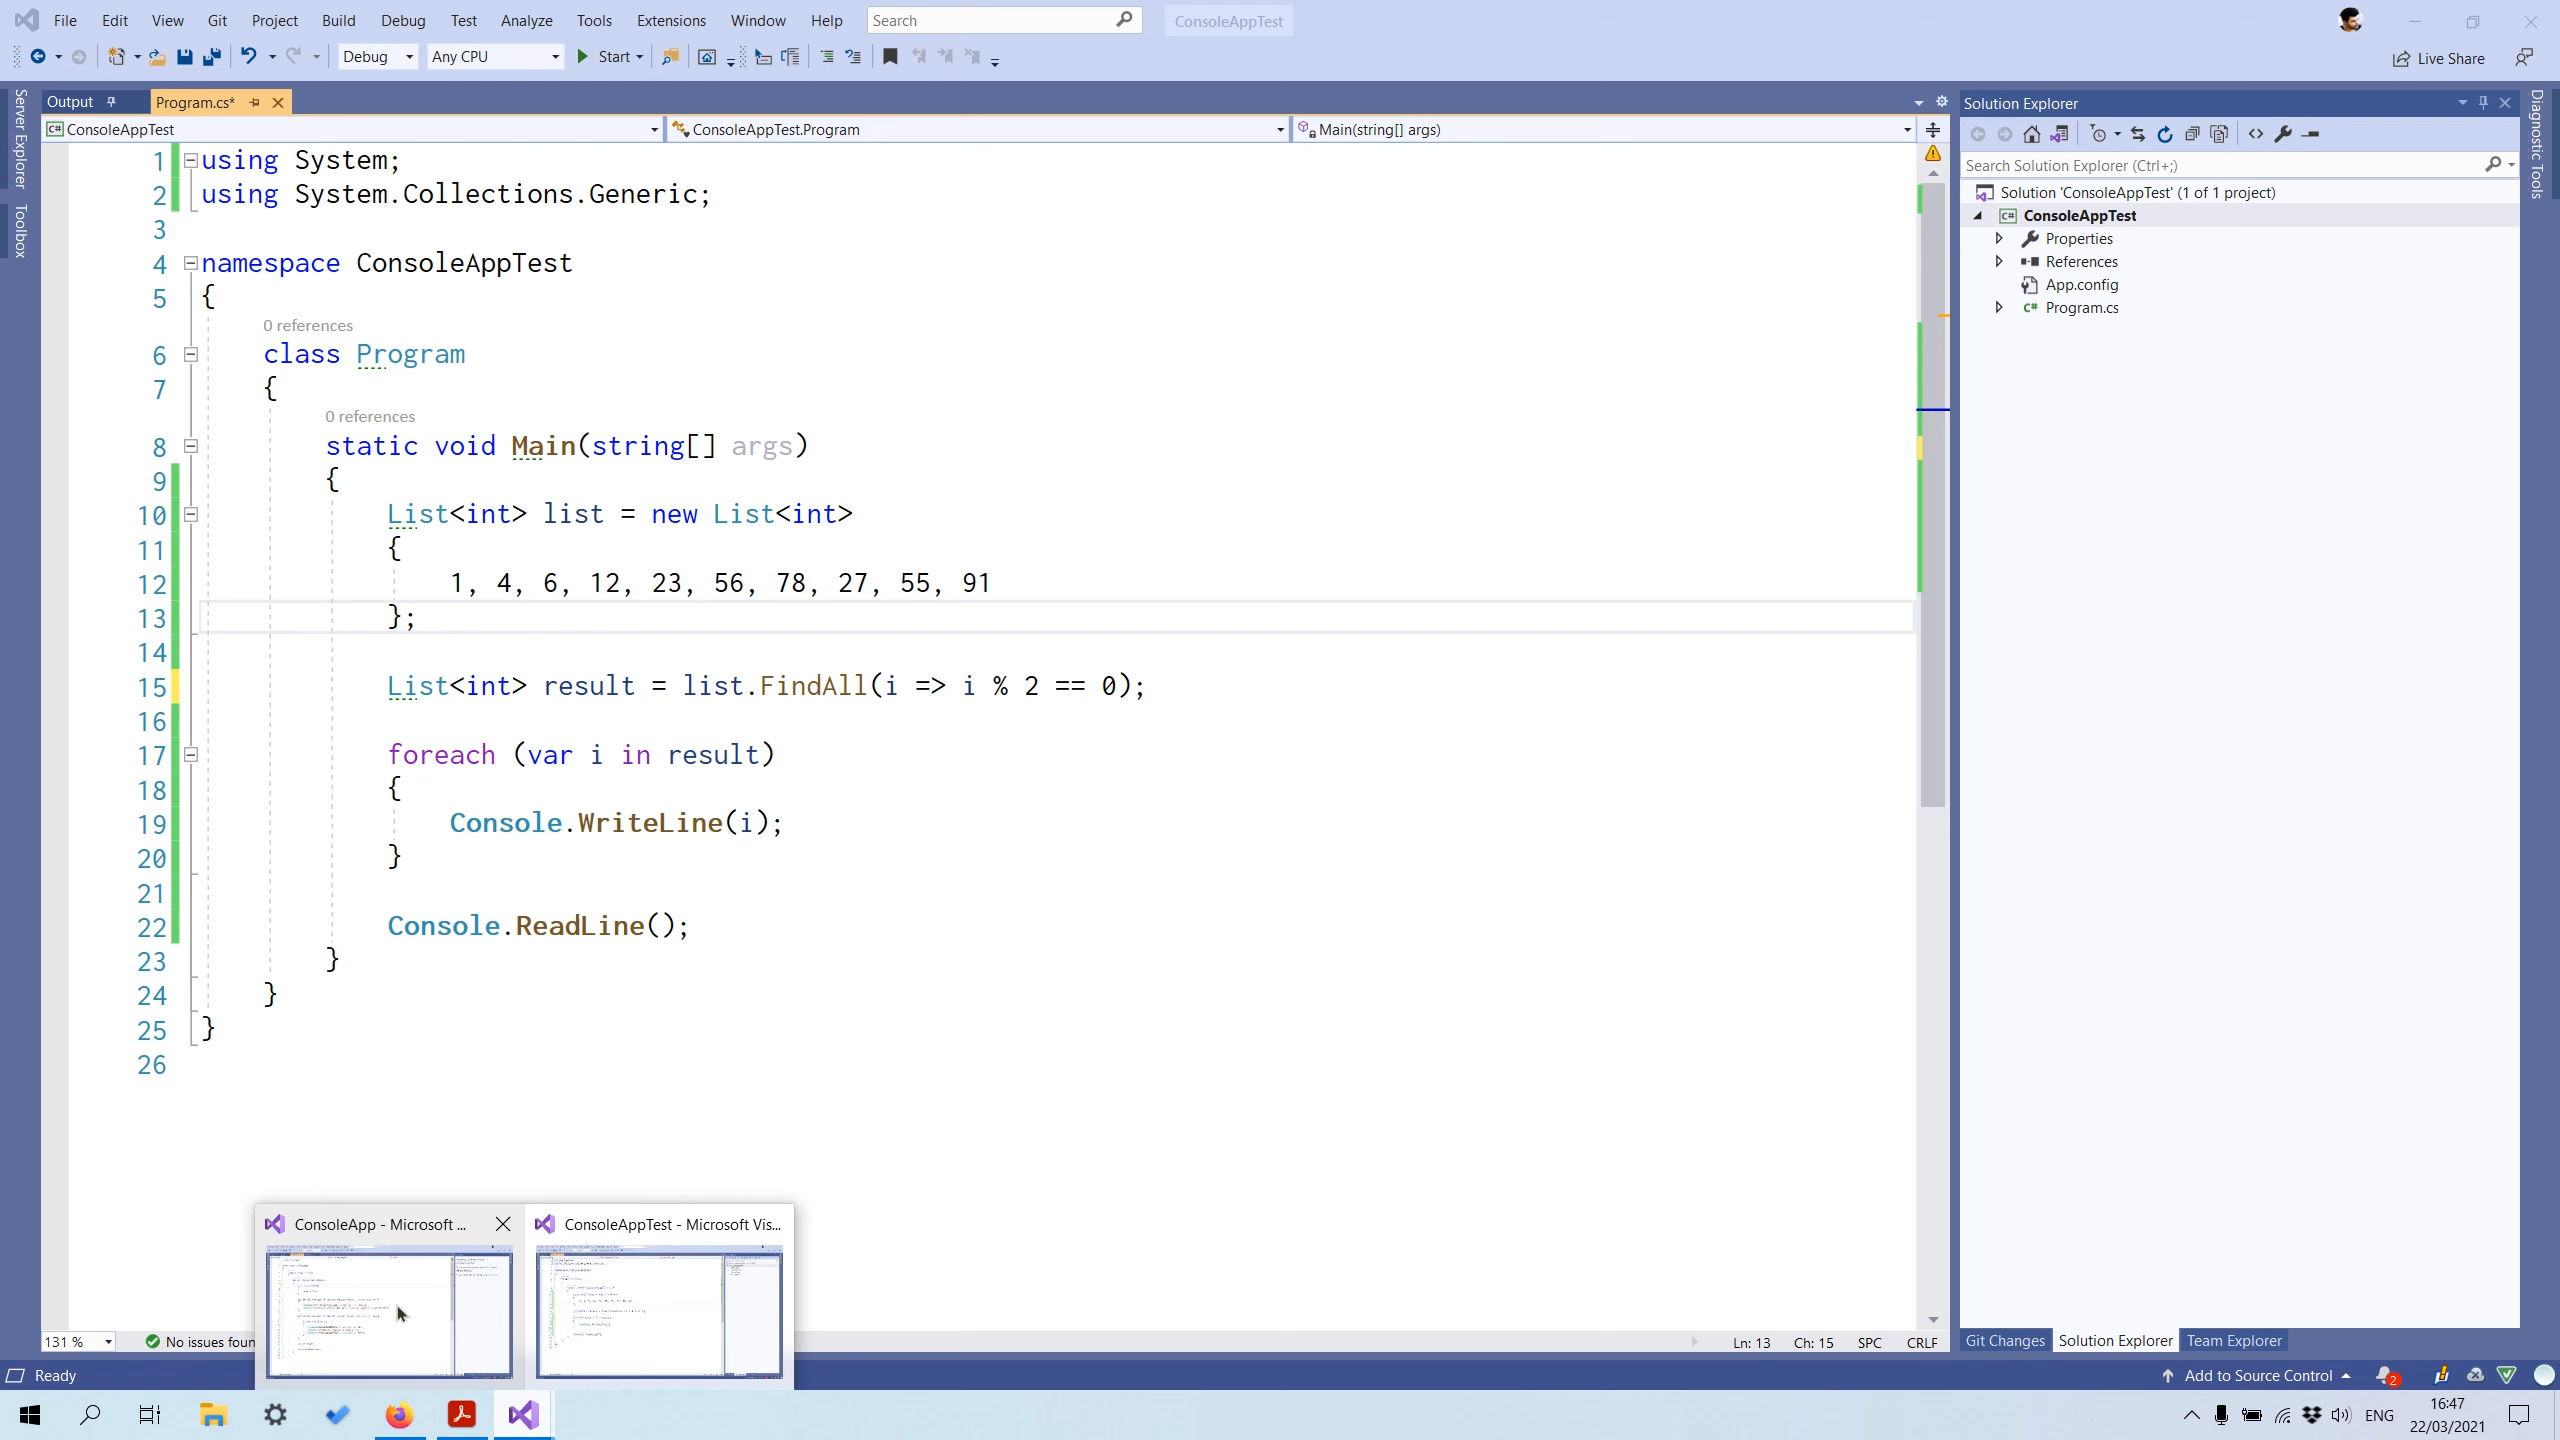 File Edit View Git Project Build Debug Test Analyze Tools Extensions Window Help Search ConsoleAppTest
Debug Any CPU Start Live Share
Server Explorer
Toolbox
Output Program.cs*
ConsoleAppTest ConsoleAppTest.Program Main(string[] args)
1 using System;
2 using System.Collections.Generic;
3
4 namespace ConsoleAppTest
5 {
0 references
6 class Program
7 {
0 references
8 static void Main(string[] args)
9 {
10 List<int> list = new List<int>
11 {
12 1, 4, 6, 12, 23, 56, 78, 27, 55, 91
13 };
14
15 List<int> result = list.FindAll(i => i % 2 == 0);
16
17 foreach (var i in result)
18 {
19 Console.WriteLine(i);
20 }
21
22 Console.ReadLine();
23 }
24 }
25 }
26
Solution Explorer
Search Solution Explorer (Ctrl+;)
Solution 'ConsoleAppTest' (1 of 1 project)
C# ConsoleAppTest
Properties
References
App.config
C# Program.cs
Diagnostic Tools
ConsoleApp - Microsoft ... ConsoleAppTest - Microsoft Vis...
131 % No issues foun Ln: 13 Ch: 15 SPC CRLF
Git Changes Solution Explorer Team Explorer
Ready Add to Source Control 2
ENG 16:47
22/03/2021